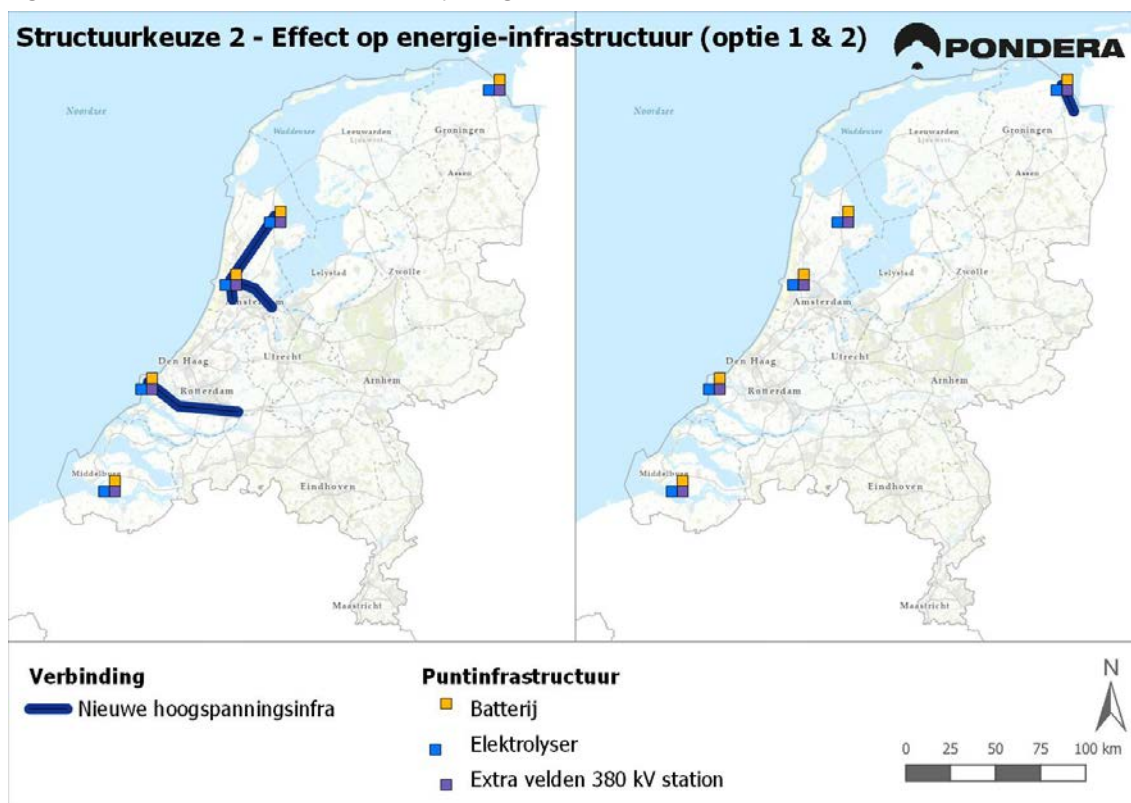 Structuurkeuze 2 - Effect op energie-infrastructuur (optie 1 & 2)
PONDERA
Noordzee
Waddenzee
Leeuwarden
Ljouwert
Groningen
Assen
Lelystad
Zwolle
Amsterdam
Den Haag
Utrecht
Rotterdam
Arnhem
Middelburg
Eindhoven
Maastricht
Noordzee
Waddenzee
Leeuwarden
Ljouwert
Groningen
Assen
Lelystad
Zwolle
Amsterdam
Den Haag
Utrecht
Rotterdam
Arnhem
Middelburg
Eindhoven
Maastricht
Verbinding
Nieuwe hoogspanningsinfra
Puntinfrastructuur
Batterij
Elektrolyser
Extra velden 380 kV station
N
0 25 50 75 100 km